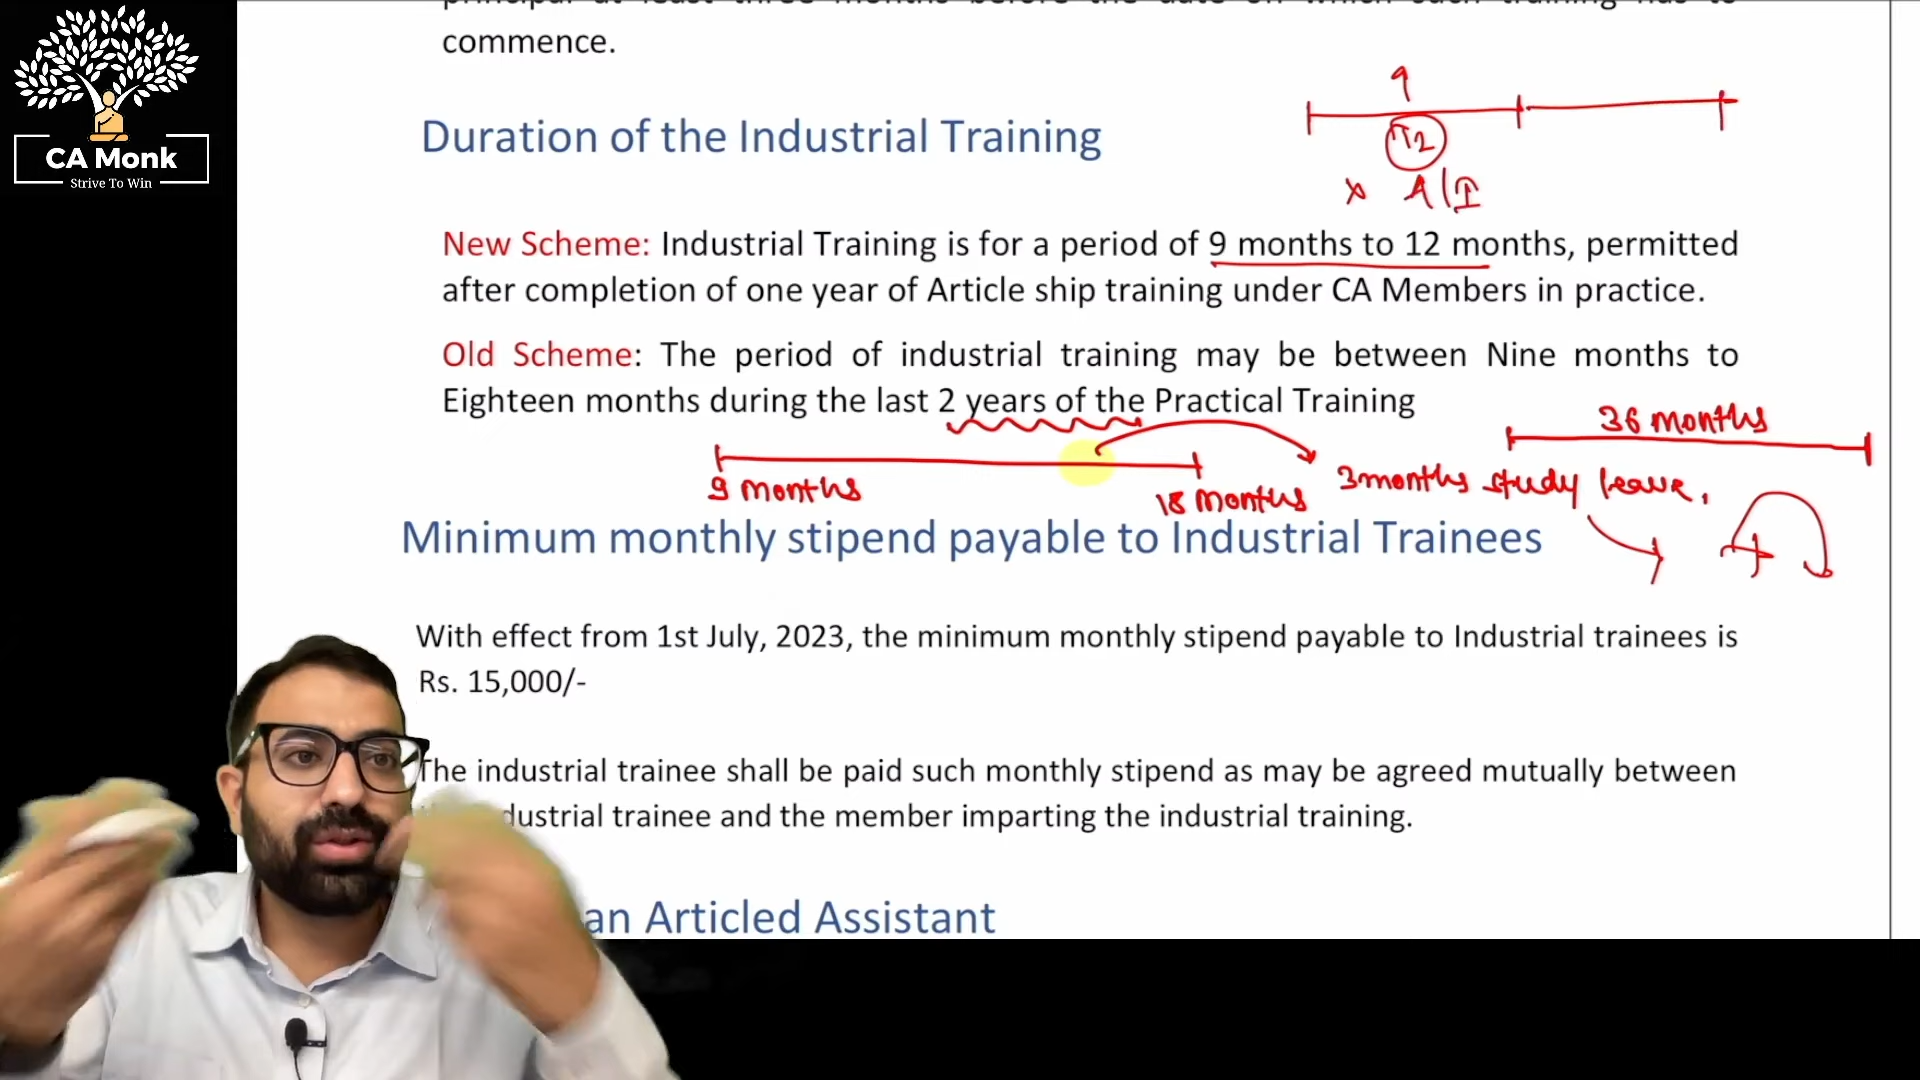 CA Monk
Strive To Win
commence.
Duration of the Industrial Training
9
12
x A/I
New Scheme: Industrial Training is for a period of 9 months to 12 months, permitted
after completion of one year of Article ship training under CA Members in practice.
Old Scheme: The period of industrial training may be between Nine months to
Eighteen months during the last 2 years of the Practical Training
36 months
9 months
18 months
3 months study leave,
Minimum monthly stipend payable to Industrial Trainees
With effect from 1st July, 2023, the minimum monthly stipend payable to Industrial trainees is
Rs. 15,000/-
The industrial trainee shall be paid such monthly stipend as may be agreed mutually between
dustrial trainee and the member imparting the industrial training.
an Articled Assistant